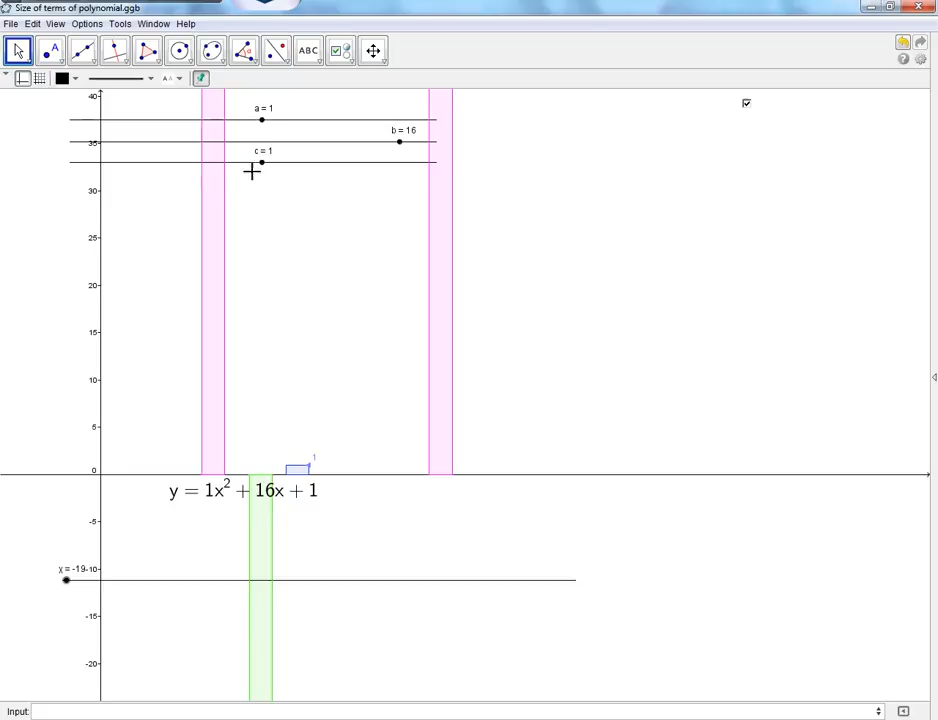 Size of terms of polynomial.ggb
File Edit View Options Tools Window Help
A
ABC
a = 1
b = 16
c = 1
40
35
30
25
20
15
10
5
0
1
y = 1x² + 16x + 1
-5
x = -19
-10
-15
-20
Input: